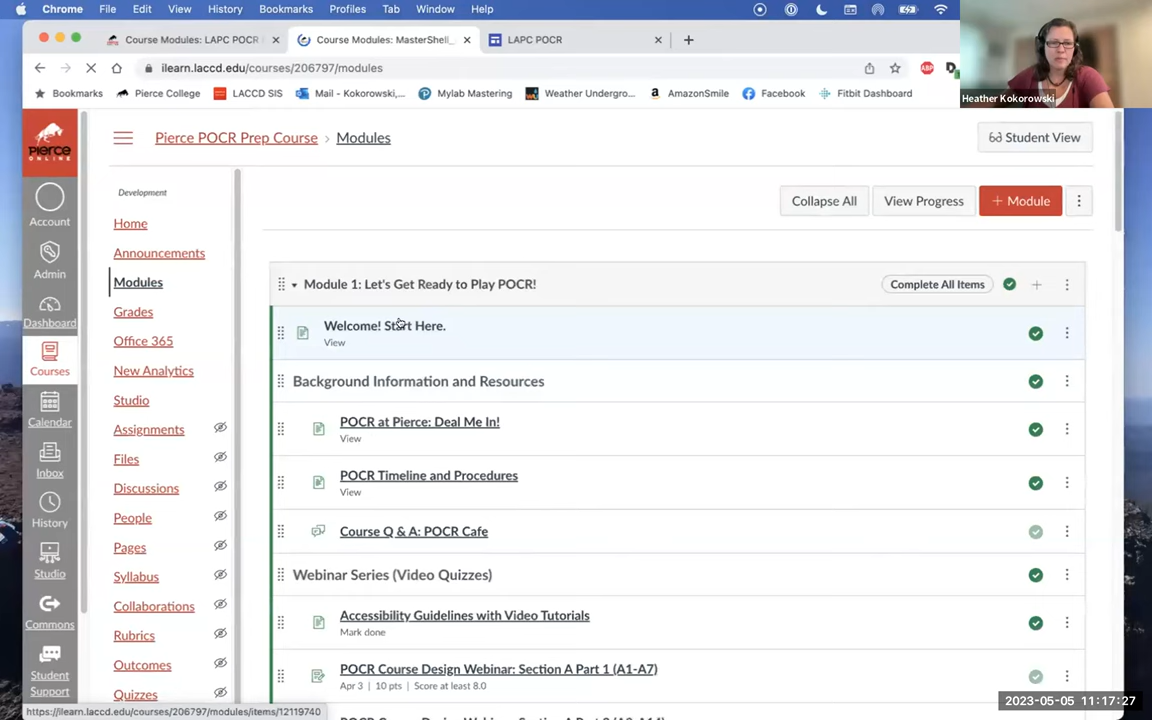 Chrome File Edit View History Bookmarks Profiles Tab Window Help
Course Modules: LAPC POCR
Course Modules: MasterShell_
LAPC POCR
ilearn.laccd.edu/courses/206797/modules
ABP
Bookmarks
Pierce College
LACCD SIS
Mail - Kokorowski,...
Mylab Mastering
Weather Undergro...
AmazonSmile
Facebook
Fitbit Dashboard
Heather Kokorowski
PIERCE
ONLINE
Account
Admin
Dashboard
Courses
Calendar
Inbox
History
Studio
Commons
Student
Support
Pierce POCR Prep Course › Modules
Student View
Development
Home
Announcements
Modules
Grades
Office 365
New Analytics
Studio
Assignments
Files
Discussions
People
Pages
Syllabus
Collaborations
Rubrics
Outcomes
Quizzes
Collapse All
View Progress
+ Module
Module 1: Let's Get Ready to Play POCR!
Complete All Items
Welcome! Start Here.
View
Background Information and Resources
POCR at Pierce: Deal Me In!
View
POCR Timeline and Procedures
View
Course Q & A: POCR Cafe
Webinar Series (Video Quizzes)
Accessibility Guidelines with Video Tutorials
Mark done
POCR Course Design Webinar: Section A Part 1 (A1-A7)
Apr 3 | 10 pts | Score at least 8.0
https://ilearn.laccd.edu/courses/206797/modules/items/12119740
2023-05-05 11:17:27